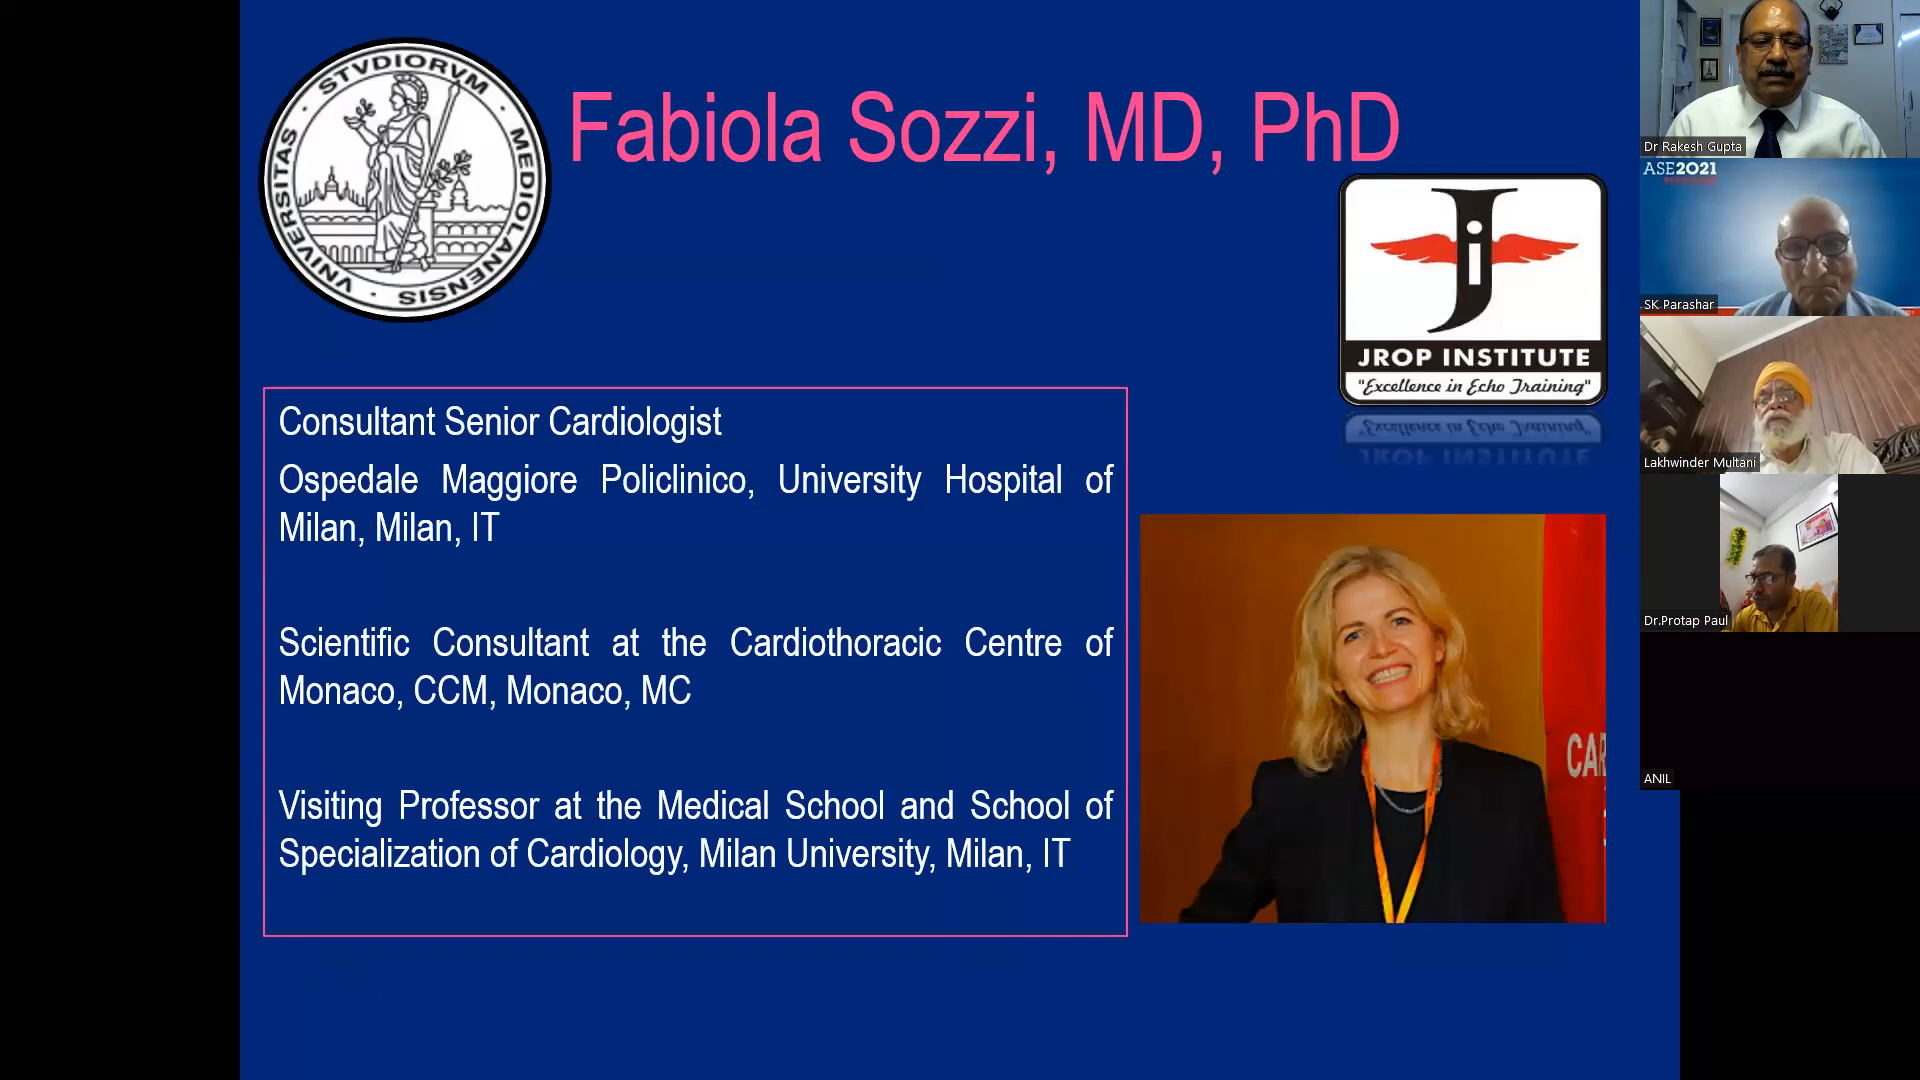 STVDIORVM
VNIVERSITAS
MEDIOLANENSIS
Fabiola Sozzi, MD, PhD
JROP INSTITUTE
"Excellence in Echo Training"
Consultant Senior Cardiologist
Ospedale Maggiore Policlinico, University Hospital of
Milan, Milan, IT
Scientific Consultant at the Cardiothoracic Centre of
Monaco, CCM, Monaco, MC
Visiting Professor at the Medical School and School of
Specialization of Cardiology, Milan University, Milan, IT
CAR
Dr Rakesh Gupta
ASE2021
SK Parashar
Lakhwinder Multani
Dr.Protap Paul
ANIL